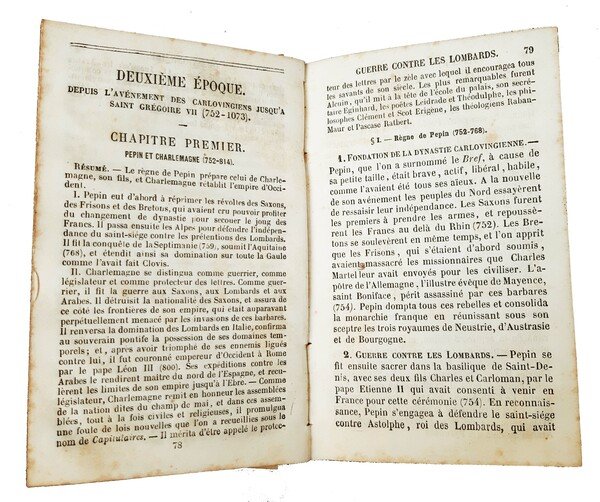 DEUXIÈME ÉPOQUE.
DEPUIS L'AVÉNEMENT DES CARLOVINGIENS JUSQU'A
SAINT GRÉGOIRE VII (752-1073).
CHAPITRE PREMIER.
PEPIN ET CHARLEMAGNE (752-814).
RÉSUMÉ. — Le règne de Pepin prépare celui de Charle-
magne, son fils, et Charlemagne rétablit l'empire d'Occi-
dent.
I. Pepin eut d'abord à réprimer les révoltes des Saxons,
des Frisons et des Bretons, qui avaient cru pouvoir profiter
du changement de dynastie pour secouer le joug des
Francs. Il passa ensuite les Alpes pour défendre l'indépen-
dance du saint-siége contre les prétentions des Lombards.
Il fit la conquête de la Septimanie (759), soumit l'Aquitaine
(768), et étendit ainsi sa domination sur toute la Gaule
comme l'avait fait Clovis.
II. Charlemagne se distingua comme guerrier, comme
législateur et comme protecteur des lettres. Comme guer-
rier, il fit la guerre aux Saxons, aux Lombards et aux
Arabes. Il détruisit la nationalité des Saxons, et assura de
ce coté les frontières de son empire, qui était auparavant
perpétuellement menacé par les invasions de ces barbares.
Il renversa la domination des Lombards en Italie, confirma
au souverain pontife la possession de ses domaines tem-
porels; et, après avoir triomphé de ses ennemis ligués
contre lui, il fut couronné empereur d'Occident à Rome
par le pape Léon III (800). Ses expéditions contre les
Arabes le rendirent maître du nord de l'Espagne, et recu-
lèrent les limites de son empire jusqu'à l'Ebre. — Comme
législateur, Charlemagne remit en honneur les assemblées
de la nation dites du champ de mai, et dans ces assem-
blées, tout à la fois civiles et religieuses, il promulgua
une foule de lois nouvelles que l'on a recueillies sous le
nom de Capitulaires. — Il mérita d'être appelé le protec-
78
GUERRE CONTRE LES LOMBARDS. 79
teur des lettres par le zèle avec lequel il encouragea tous
les savants de son siècle. Les plus remarquables furent
Alcuin, qu'il mit à la tête de l'école du palais, son secré-
taire Eginhard, les poëtes Leidrade et Théodulphe, les phi-
losophes Clément et Scot Erigène, les théologiens Raban-
Maur et Pascase Ratbert.
§ I. — Règne de Pepin (752-768).
1. FONDATION DE LA DYNASTIE CARLOVINGIENNE. —
Pepin, que l'on a surnommé le Bref, à cause de
sa petite taille, était brave, actif, libéral, habile,
comme l'avaient été tous ses aïeux. A la nouvelle
de son avénement les peuples du Nord essayèrent
de ressaisir leur indépendance. Les Saxons furent
les premiers à prendre les armes, et repoussè-
rent les Francs au delà du Rhin (752). Les Bre-
tons se soulevèrent en même temps, et l'on apprit
que les Frisons, qui s'étaient d'abord soumis,
avaient massacré les missionnaires que Charles
Martel leur avait envoyés pour les civiliser. L'a-
pôtre de l'Allemagne, l'illustre évêque de Mayence,
saint Boniface, périt assassiné par ces barbares
(754). Pepin dompta tous ces rebelles et consolida
la monarchie franque en réunissant sous son
sceptre les trois royaumes de Neustrie, d'Austrasie
et de Bourgogne.
2. GUERRE CONTRE LES LOMBARDS. — Pepin se
fit ensuite sacrer dans la basilique de Saint-De-
nis, avec ses deux fils Charles et Carloman, par le
pape Etienne II qui avait consenti à venir en
France pour cette cérémonie (754). En reconnais-
sance, Pepin s'engagea à défendre le saint-siége
contre Astolphe, roi des Lombards, qui avait